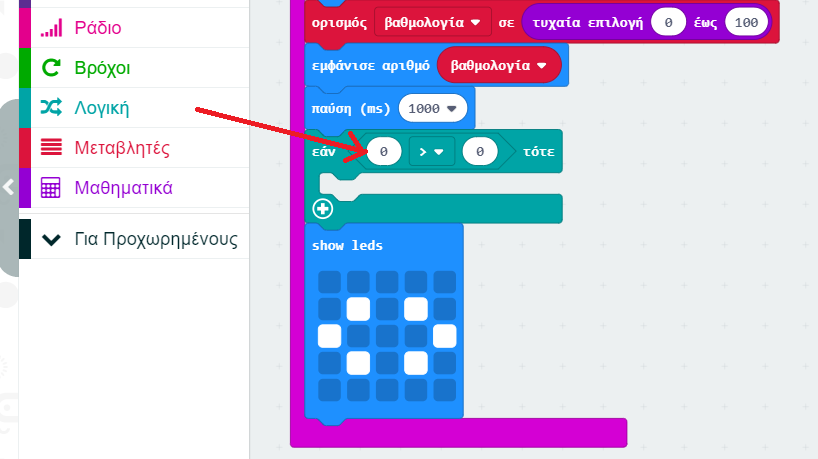 Ράδιο
Βρόχοι
Λογική
Μεταβλητές
Μαθηματικά
Για Προχωρημένους
ορισμός βαθμολογία σε τυχαία επιλογή 0 έως 100
εμφάνισε αριθμό βαθμολογία
παύση (ms) 1000
εάν 0 > 0 τότε
show leds